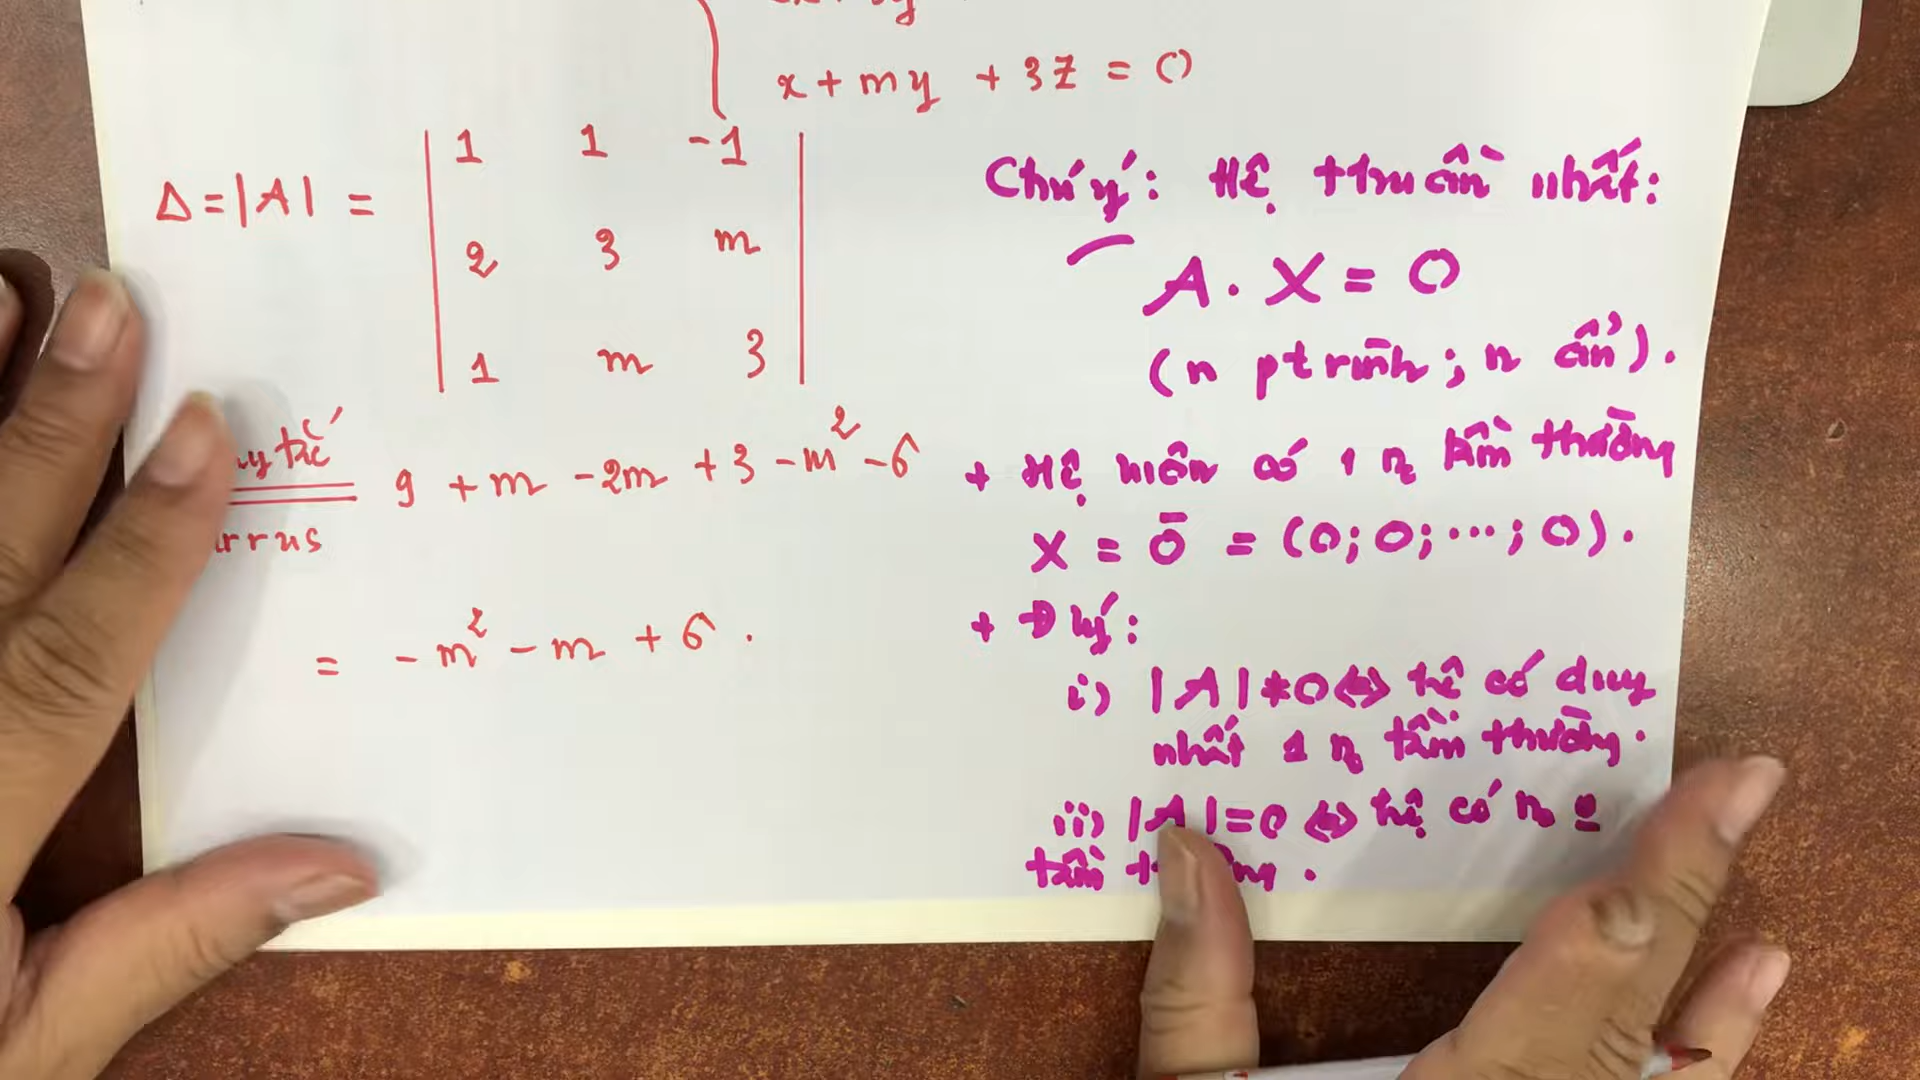 x + my + 3z = 0
Δ = |A| =
1 1 -1
2 3 m
1 m 3
9 + m - 2m + 3 - m² - 6
= - m² - m + 6 .
Chú ý: Hệ thuần nhất:
A . X = 0
(n ptrình ; n ẩn) .
+ Hệ luôn có 1 n₀ tầm thường
X = 0̄ = (0; 0; ...; 0) .
+ Đ lý:
i) |A| ≠ 0 <=> hệ có duy
nhất 1 n₀ tầm thường .
ii) |A| = 0 <=> hệ có n₀
tầm